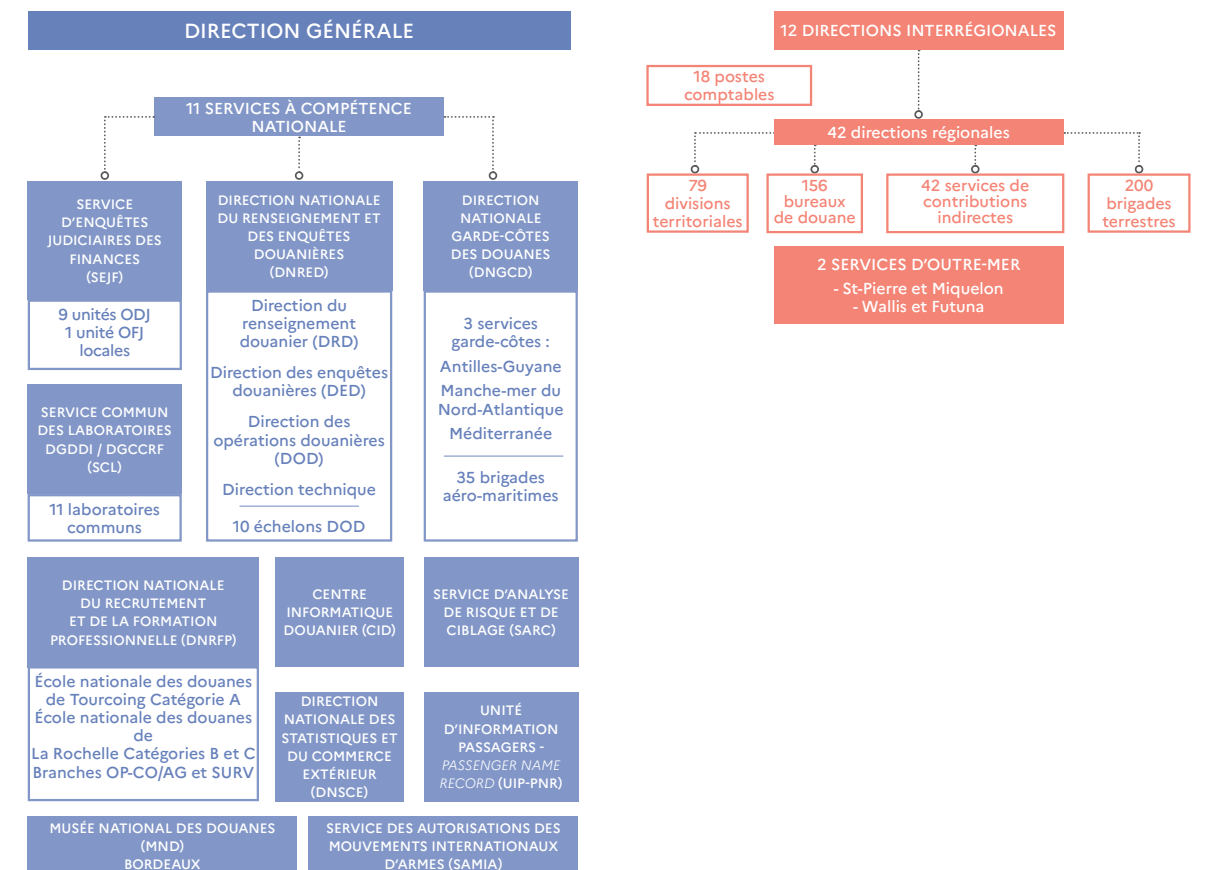 DIRECTION GÉNÉRALE
11 SERVICES À COMPÉTENCE
NATIONALE
SERVICE
D'ENQUÊTES
JUDICIAIRES DES
FINANCES
(SEJF)
9 unités ODJ
1 unité OFJ
locales
SERVICE COMMUN
DES LABORATOIRES
DGDDI / DGCCRF
(SCL)
11 laboratoires
communs
DIRECTION NATIONALE
DU RENSEIGNEMENT ET
DES ENQUÊTES
DOUANIÈRES
(DNRED)
Direction du
renseignement
douanier (DRD)
Direction des enquêtes
douanières (DED)
Direction des
opérations douanières
(DOD)
Direction technique
10 échelons DOD
DIRECTION
NATIONALE
GARDE-CÔTES
DES DOUANES
(DNGCD)
3 services
garde-côtes :
Antilles-Guyane
Manche-mer du
Nord-Atlantique
Méditerranée
35 brigades
aéro-maritimes
DIRECTION NATIONALE
DU RECRUTEMENT
ET DE LA FORMATION
PROFESSIONNELLE (DNRFP)
École nationale des douanes
de Tourcoing Catégorie A
École nationale des douanes
de
La Rochelle Catégories B et C
Branches OP-CO/AG et SURV
CENTRE
INFORMATIQUE
DOUANIER (CID)
SERVICE D'ANALYSE
DE RISQUE ET DE
CIBLAGE (SARC)
DIRECTION
NATIONALE DES
STATISTIQUES ET
DU COMMERCE
EXTÉRIEUR
(DNSCE)
UNITÉ
D'INFORMATION
PASSAGERS -
PASSENGER NAME
RECORD (UIP-PNR)
MUSÉE NATIONAL DES DOUANES
(MND)
BORDEAUX
SERVICE DES AUTORISATIONS DES
MOUVEMENTS INTERNATIONAUX
D'ARMES (SAMIA)
12 DIRECTIONS INTERRÉGIONALES
18 postes
comptables
42 directions régionales
79
divisions
territoriales
156
bureaux
de douane
42 services de
contributions
indirectes
200
brigades
terrestres
2 SERVICES D'OUTRE-MER
- St-Pierre et Miquelon
- Wallis et Futuna